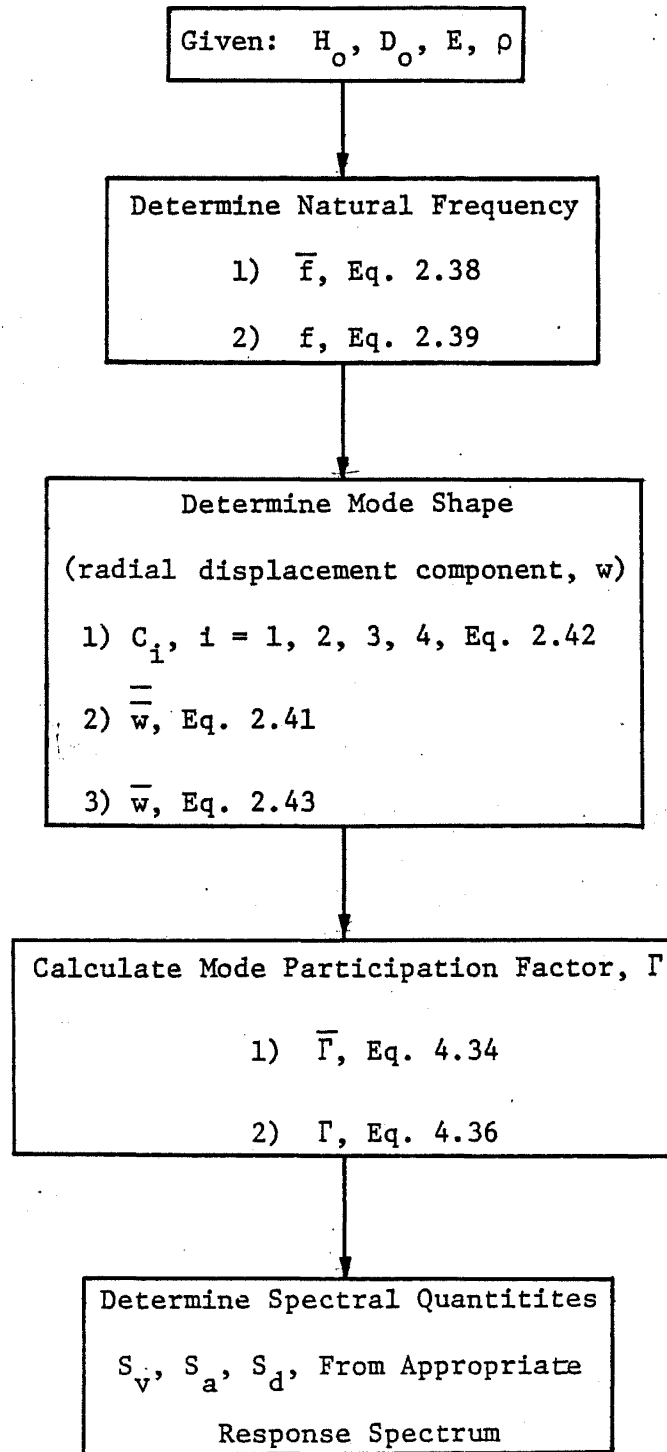 Given: H_o, D_o, E, ρ
Determine Natural Frequency
1) f̅, Eq. 2.38
2) f, Eq. 2.39
Determine Mode Shape
(radial displacement component, w)
1) C_i, i = 1, 2, 3, 4, Eq. 2.42
2) w̿, Eq. 2.41
3) w̅, Eq. 2.43
Calculate Mode Participation Factor, Γ
1) Γ̅, Eq. 4.34
2) Γ, Eq. 4.36
Determine Spectral Quantitites
S_v, S_a, S_d, From Appropriate
Response Spectrum